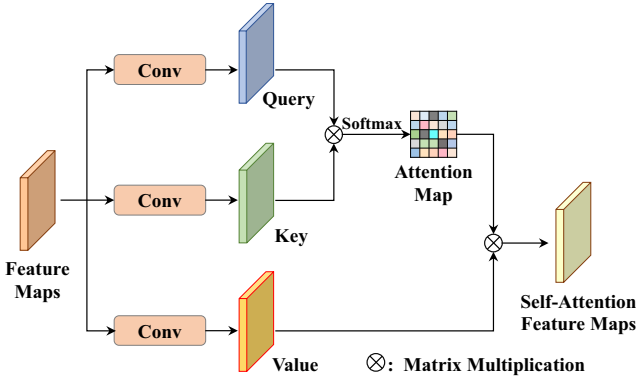 Conv
Query
Softmax
Attention
Map
Conv
Key
Feature
Maps
Self-Attention
Feature Maps
Conv
Value
: Matrix Multiplication